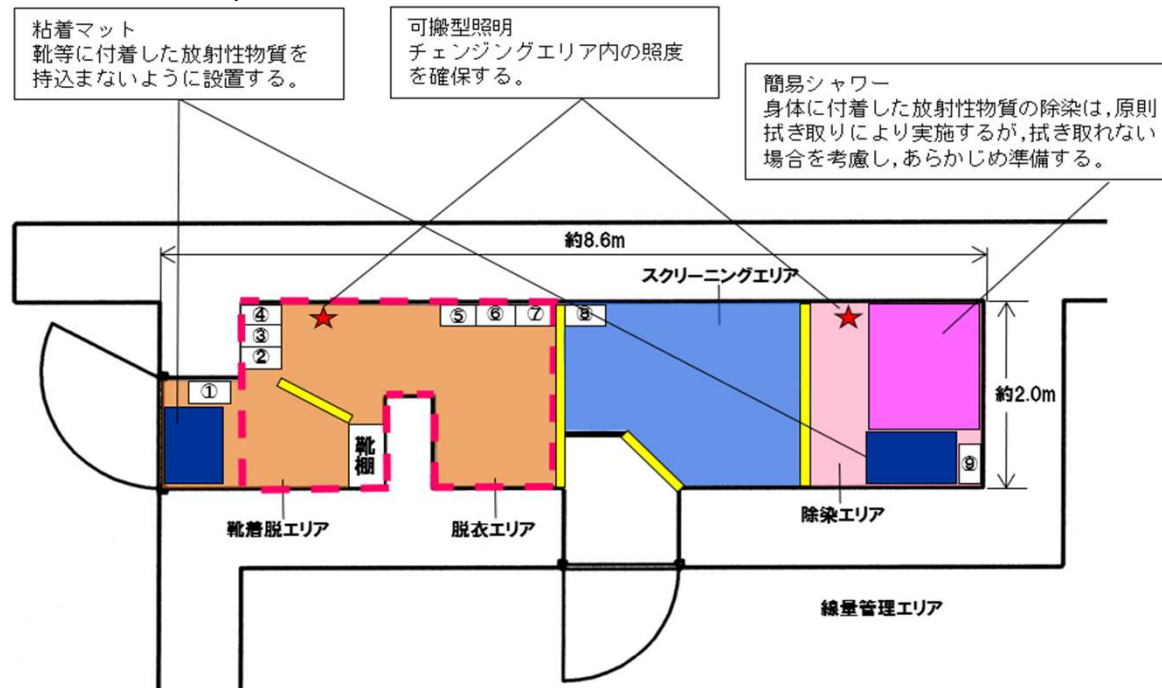 粘着マット
靴等に付着した放射性物質を
持込まないように設置する。
可搬型照明
チェンジングエリア内の照度
を確保する。
簡易シャワー
身体に付着した放射性物質の除染は,原則
拭き取りにより実施するが,拭き取れない
場合を考慮し,あらかじめ準備する。
約8.6m
スクリーニングエリア
④
③
②
①
⑤
⑥
⑦
⑧
約2.0m
靴棚
⑨
靴着脱エリア
脱衣エリア
除染エリア
線量管理エリア